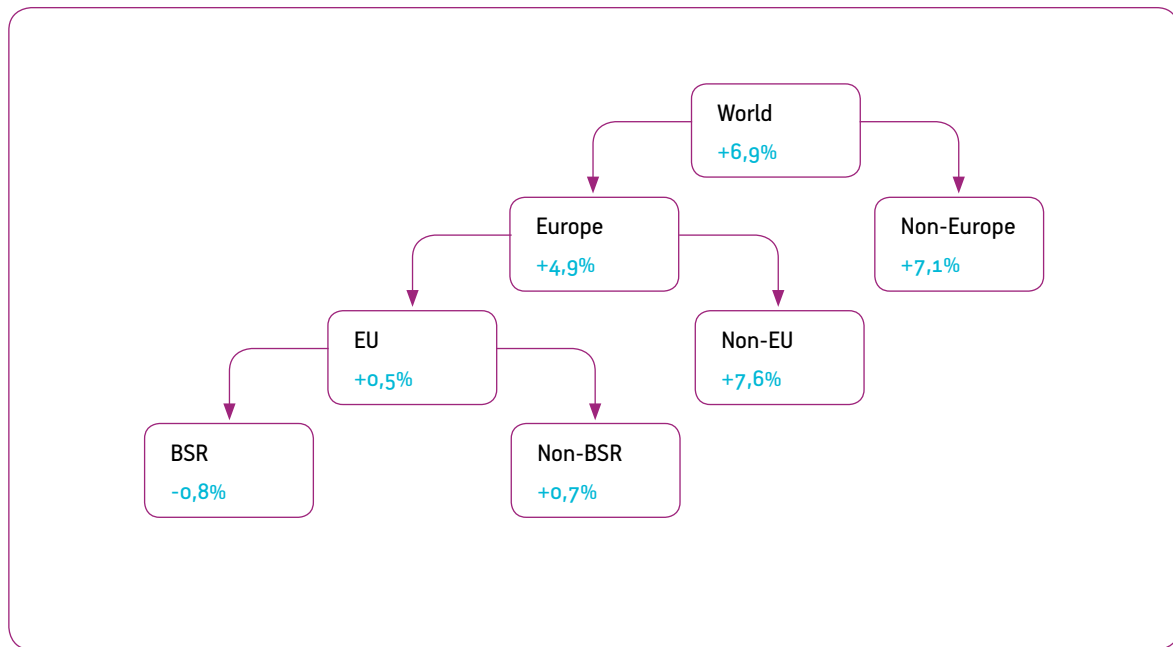 World
+6,9%
Europe
+4,9%
Non-Europe
+7,1%
EU
+0,5%
Non-EU
+7,6%
BSR
-0,8%
Non-BSR
+0,7%